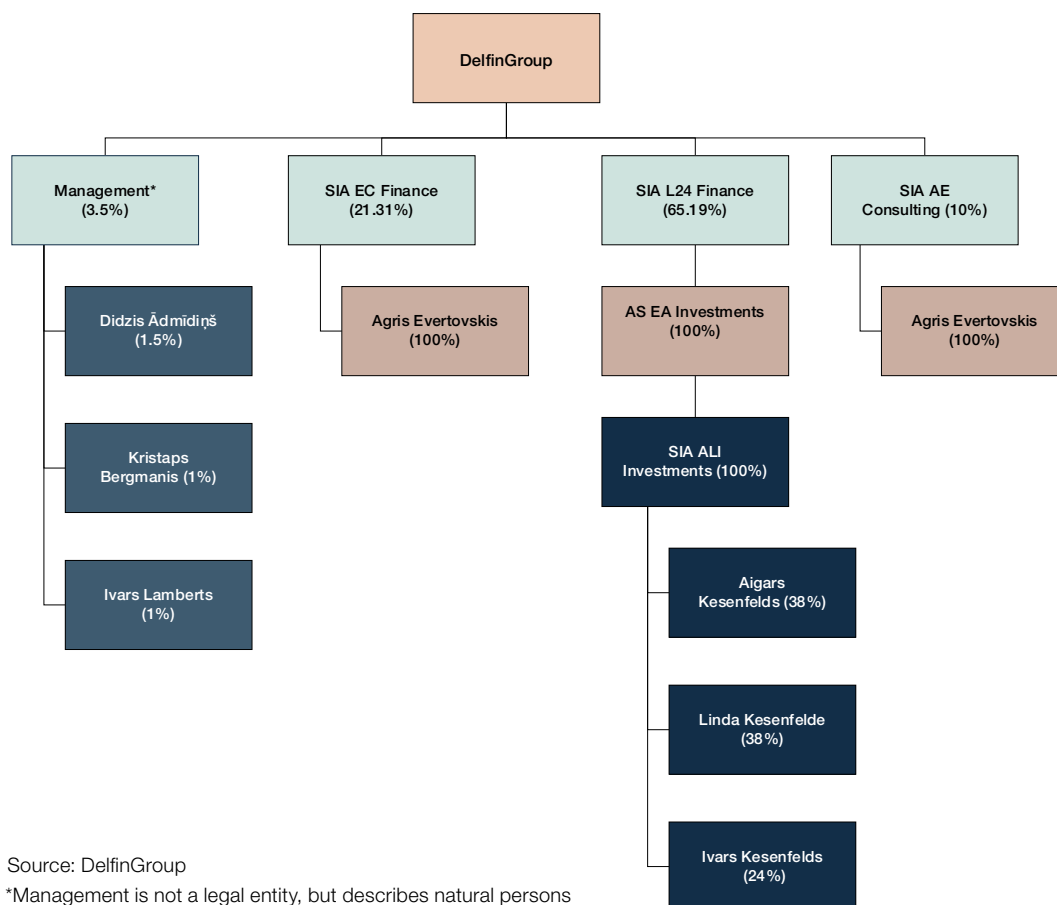 DelfinGroup
Management*
(3.5%)
SIA EC Finance
(21.31%)
SIA L24 Finance
(65.19%)
SIA AE
Consulting (10%)
Didzis Ādmīdiņš
(1.5%)
Agris Evertovskis
(100%)
AS EA Investments
(100%)
Agris Evertovskis
(100%)
Kristaps
Bergmanis (1%)
SIA ALI
Investments (100%)
Ivars Lamberts
(1%)
Aigars
Kesenfelds (38%)
Linda Kesenfelde
(38%)
Ivars Kesenfelds
(24%)
Source: DelfinGroup
*Management is not a legal entity, but describes natural persons